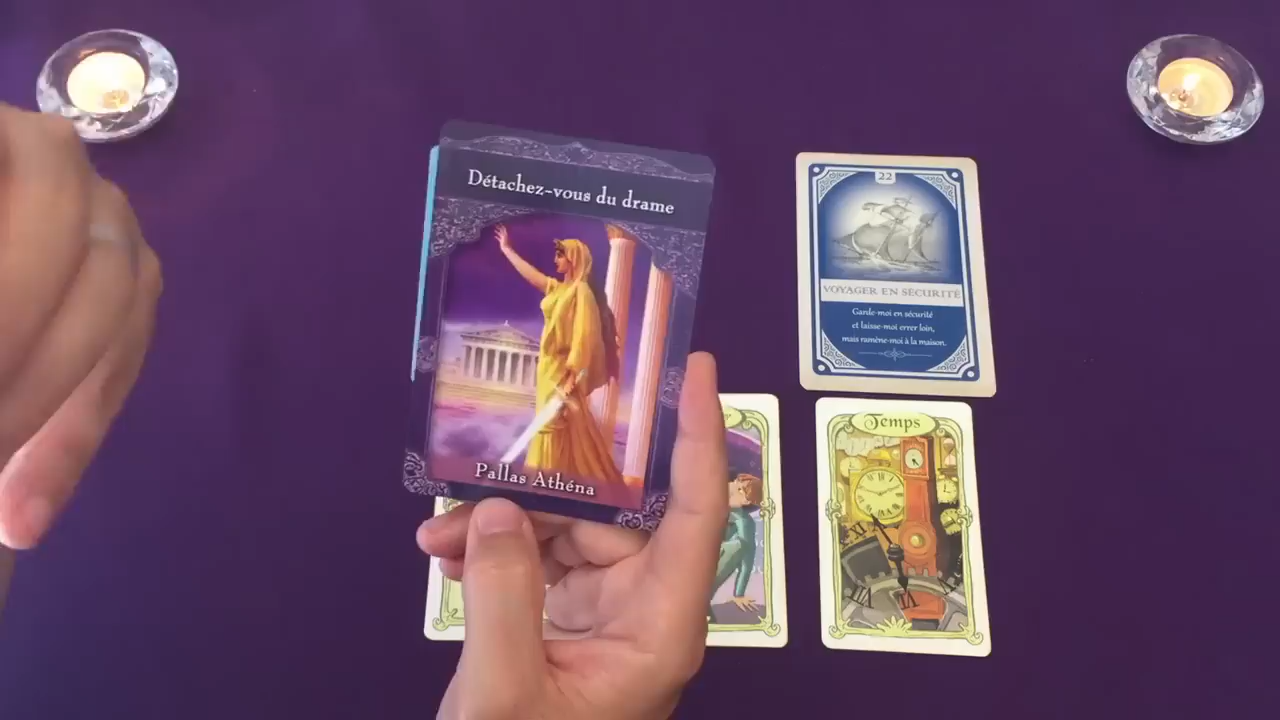 Détachez-vous du drame
Pallas Athéna
22
VOYAGER EN SÉCURITÉ
Garde-moi en sécurité
et laisse-moi errer loin,
mais ramène-moi à la maison.
Temps